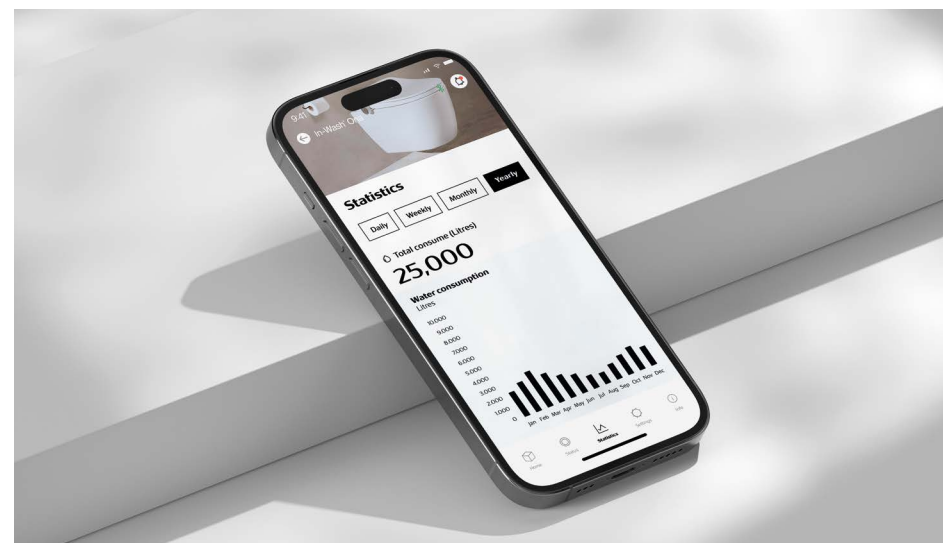 9:41
In-Wash One
Statistics
Daily Weekly Monthly Yearly
Total consume (Litres)
25,000
Water consumption
Litres
10.000
9.000
8.000
7.000
6.000
5.000
4.000
3.000
2.000
1.000
0
Jan Feb Mar Apr May Jun Jul Aug Sep Oct Nov Dec
Home Status Statistics Settings Info